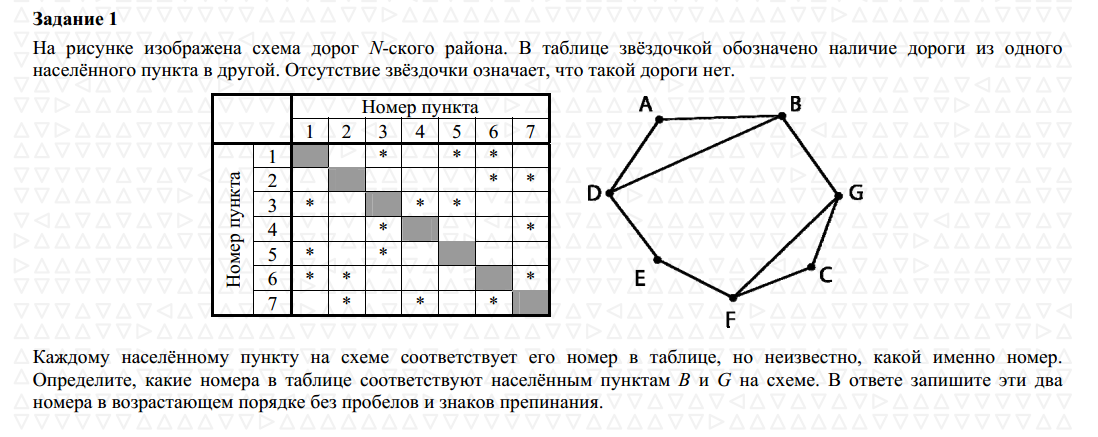 Задание 1
На рисунке изображена схема дорог N-ского района. В таблице звёздочкой обозначено наличие дороги из одного
населённого пункта в другой. Отсутствие звёздочки означает, что такой дороги нет.
Номер пункта
1 2 3 4 5 6 7
Номер пункта
1 * * *
2 * *
3 * * *
4 * *
5 * *
6 * * *
7 * * *
A B
D G
E C
F
Каждому населённому пункту на схеме соответствует его номер в таблице, но неизвестно, какой именно номер.
Определите, какие номера в таблице соответствуют населённым пунктам B и G на схеме. В ответе запишите эти два
номера в возрастающем порядке без пробелов и знаков препинания.